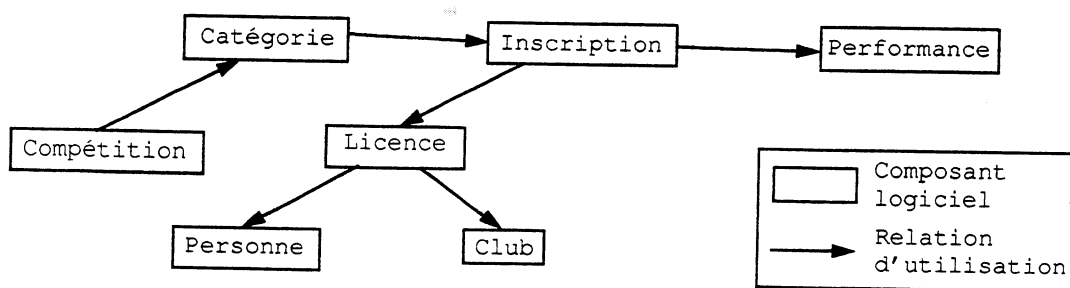 Catégorie
Inscription
Performance
Compétition
Licence
Personne
Club
Composant
logiciel
Relation
d'utilisation